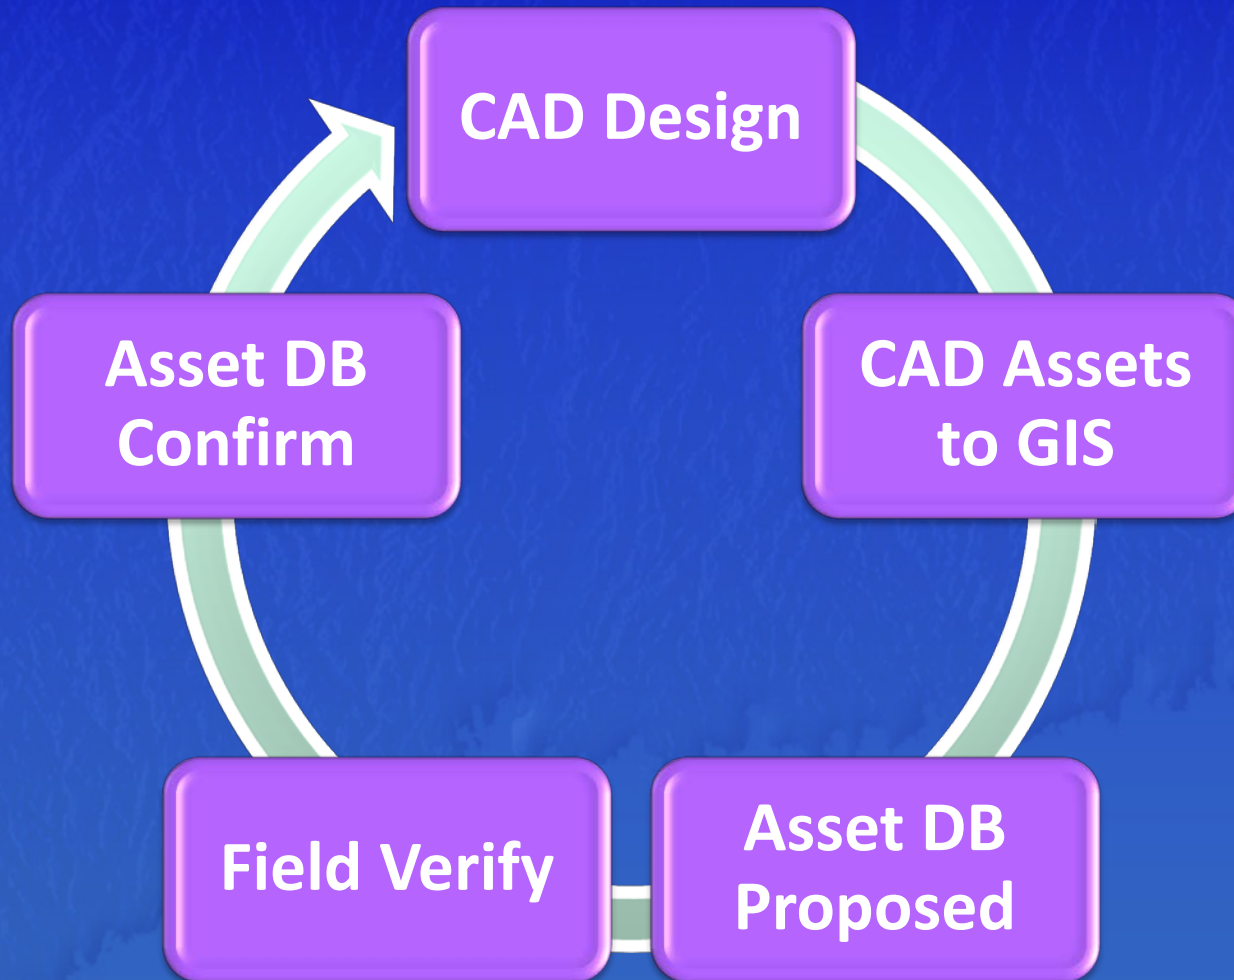 CAD Design
CAD Assets
to GIS
Asset DB
Proposed
Field Verify
Asset DB
Confirm